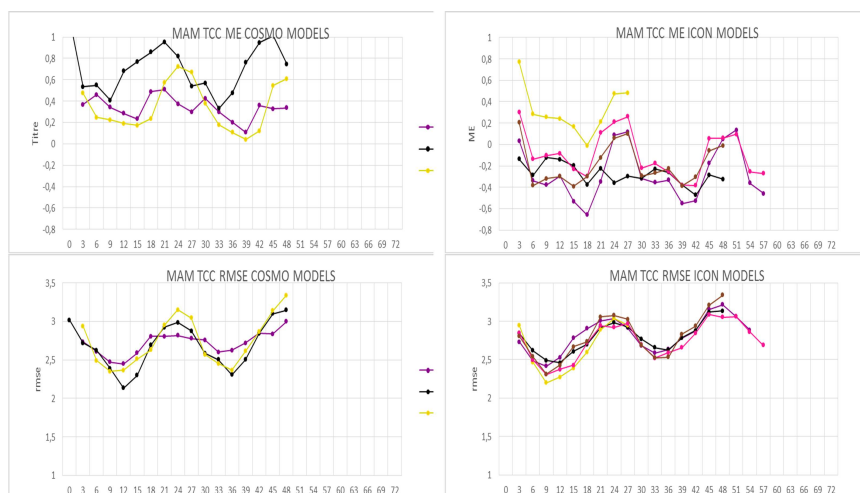 MAM TCC ME COSMO MODELS
1
0,8
0,6
0,4
0,2
0
-0,2
-0,4
-0,6
-0,8
Titre
0 3 6 9 12 15 18 21 24 27 30 33 36 39 42 45 48 51 54 57 60 63 66 69 72
MAM TCC ME ICON MODELS
1
0,8
0,6
0,4
0,2
0
-0,2
-0,4
-0,6
-0,8
ME
0 3 6 9 12 15 18 21 24 27 30 33 36 39 42 45 48 51 54 57 60 63 66 69 72
MAM TCC RMSE COSMO MODELS
3,5
3
2,5
2
1,5
1
rmse
0 3 6 9 12 15 18 21 24 27 30 33 36 39 42 45 48 51 54 57 60 63 66 69 72
MAM TCC RMSE ICON MODELS
3,5
3
2,5
2
1,5
1
rmse
0 3 6 9 12 15 18 21 24 27 30 33 36 39 42 45 48 51 54 57 60 63 66 69 72